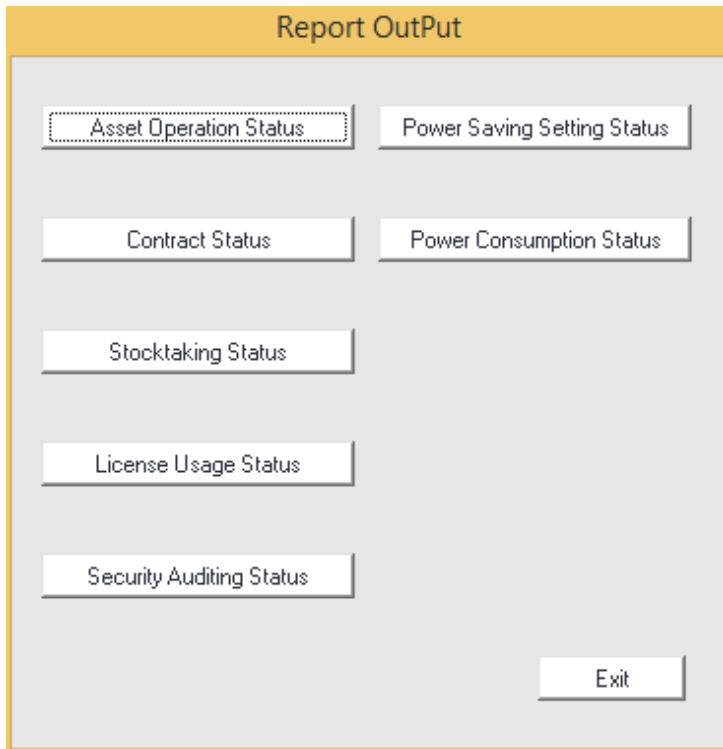 Report OutPut
Asset Operation Status
Power Saving Setting Status
Contract Status
Power Consumption Status
Stocktaking Status
License Usage Status
Security Auditing Status
Exit